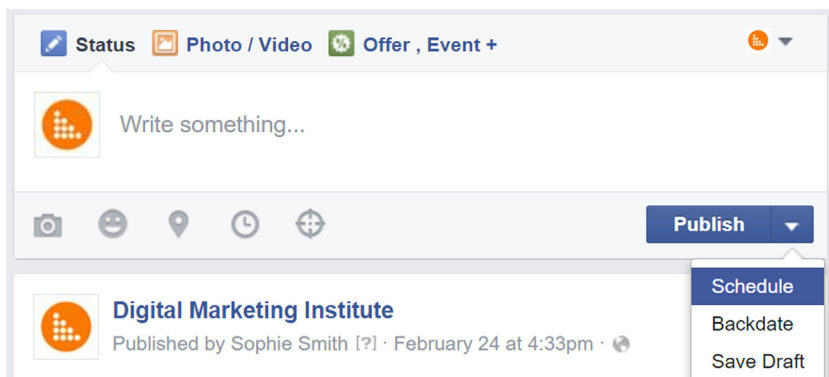 Status Photo / Video Offer , Event +
Write something...
Publish
Schedule
Backdate
Save Draft
Digital Marketing Institute
Published by Sophie Smith [?] · February 24 at 4:33pm ·